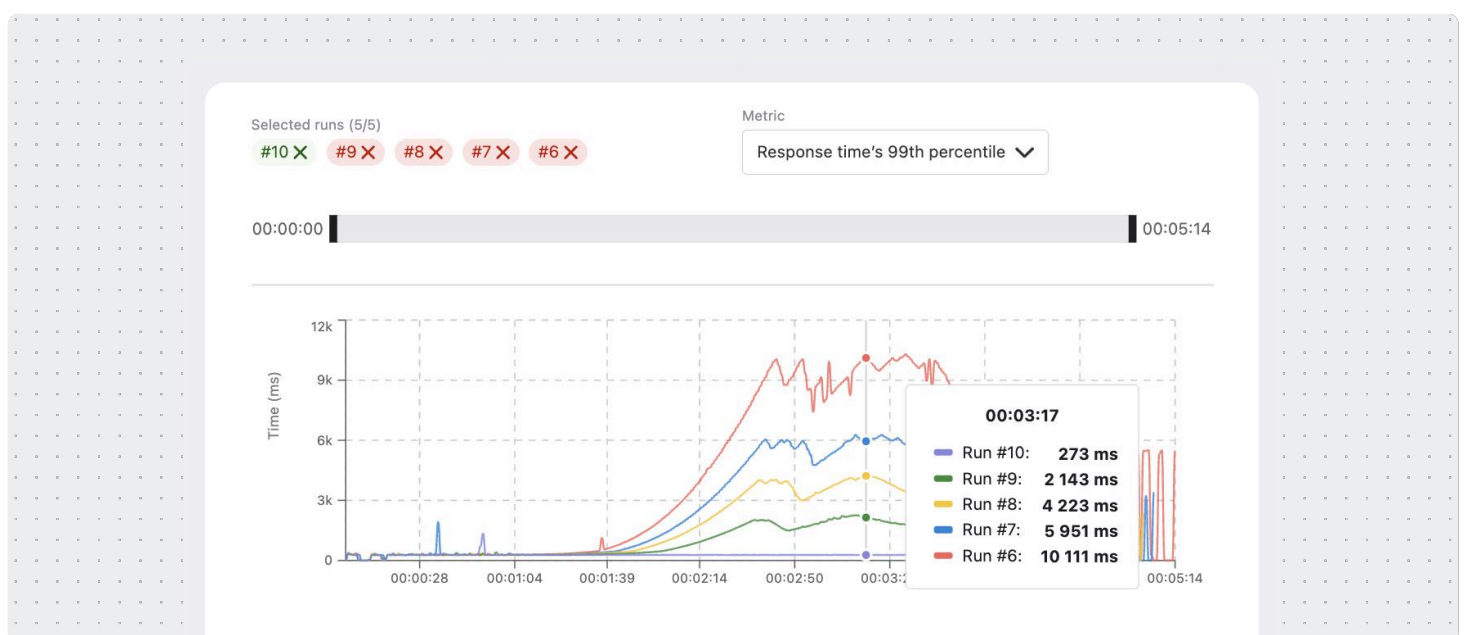 Selected runs (5/5)
#10 #9 #8 #7 #6
Metric
Response time's 99th percentile
00:00:00 00:05:14
Time (ms)
12k
9k
6k
3k
0
00:00:28 00:01:04 00:01:39 00:02:14 00:02:50 00:03:2 00:05:14
00:03:17
Run #10: 273 ms
Run #9: 2 143 ms
Run #8: 4 223 ms
Run #7: 5 951 ms
Run #6: 10 111 ms